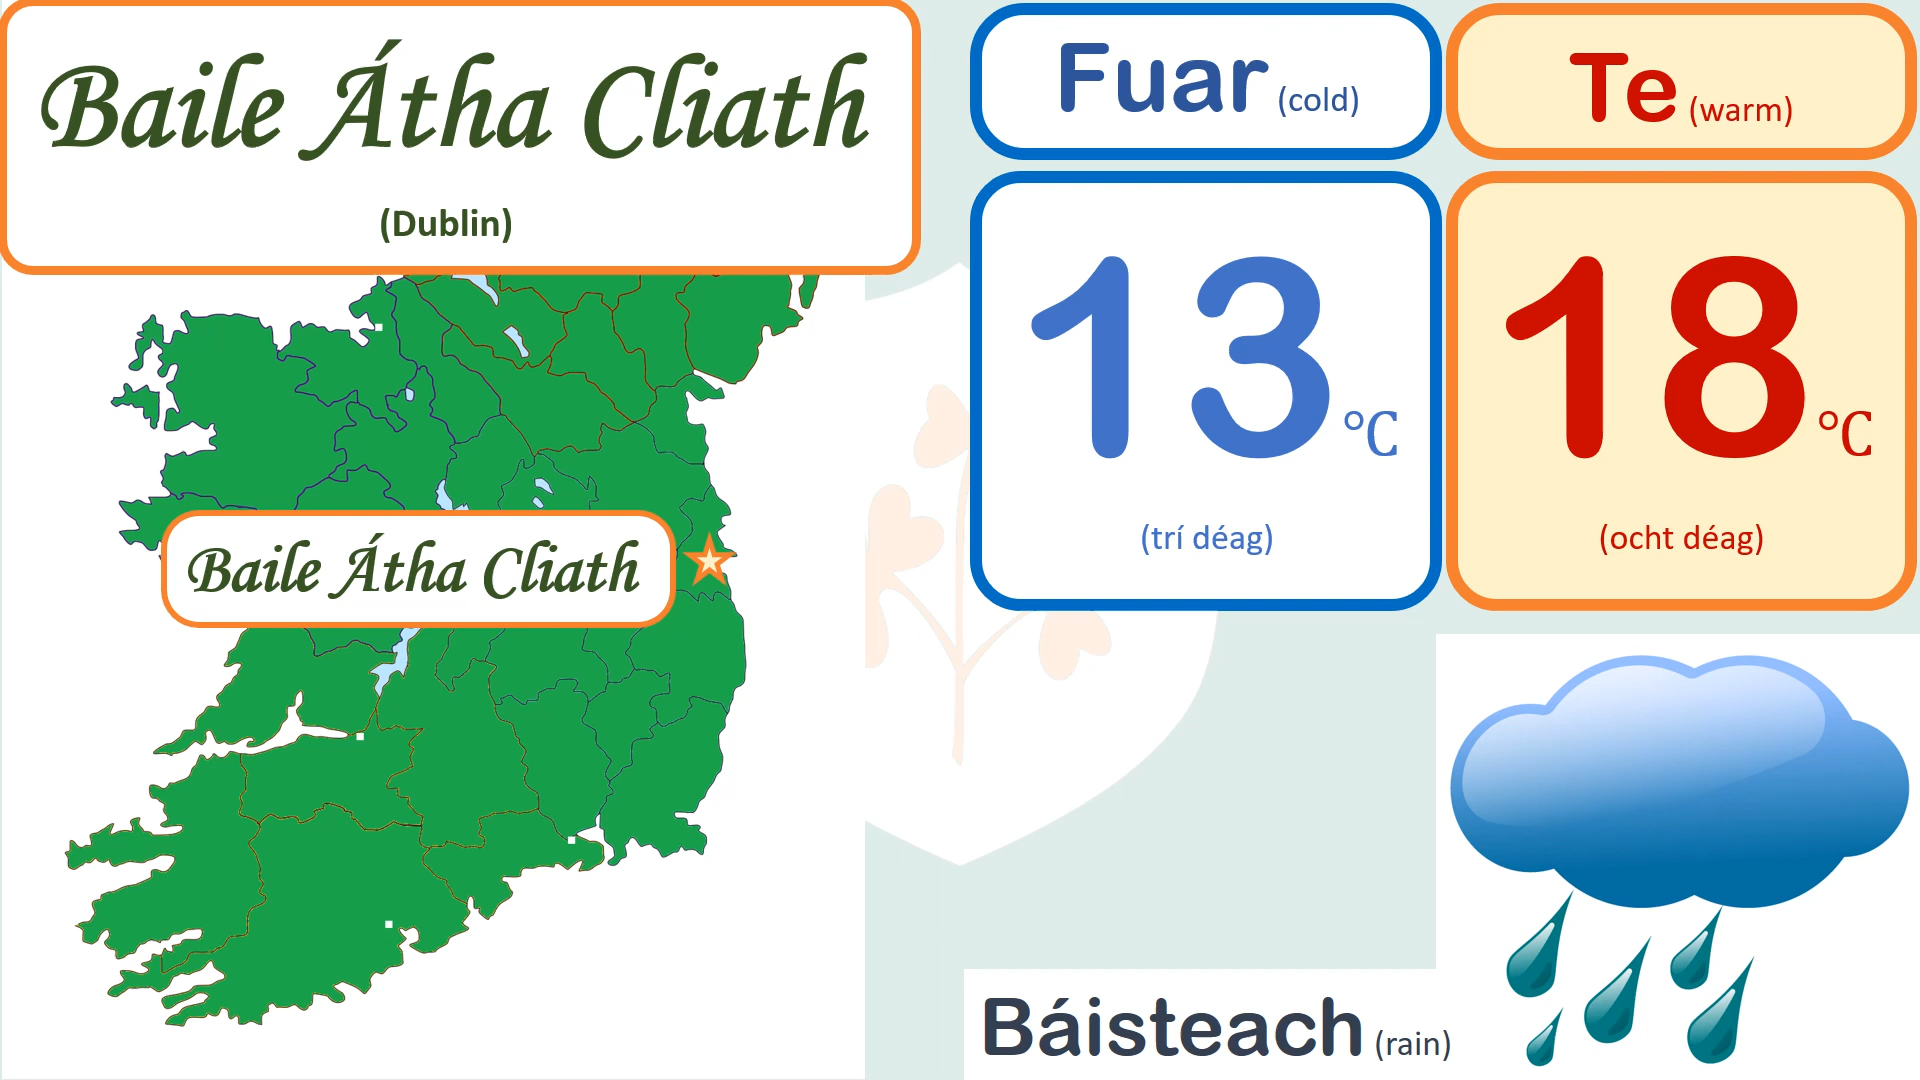 Baile Átha Cliath
(Dublin)
Fuar (cold)
Te (warm)
13 °C
(trí déag)
18 °C
(ocht déag)
Baile Átha Cliath
Báisteach (rain)